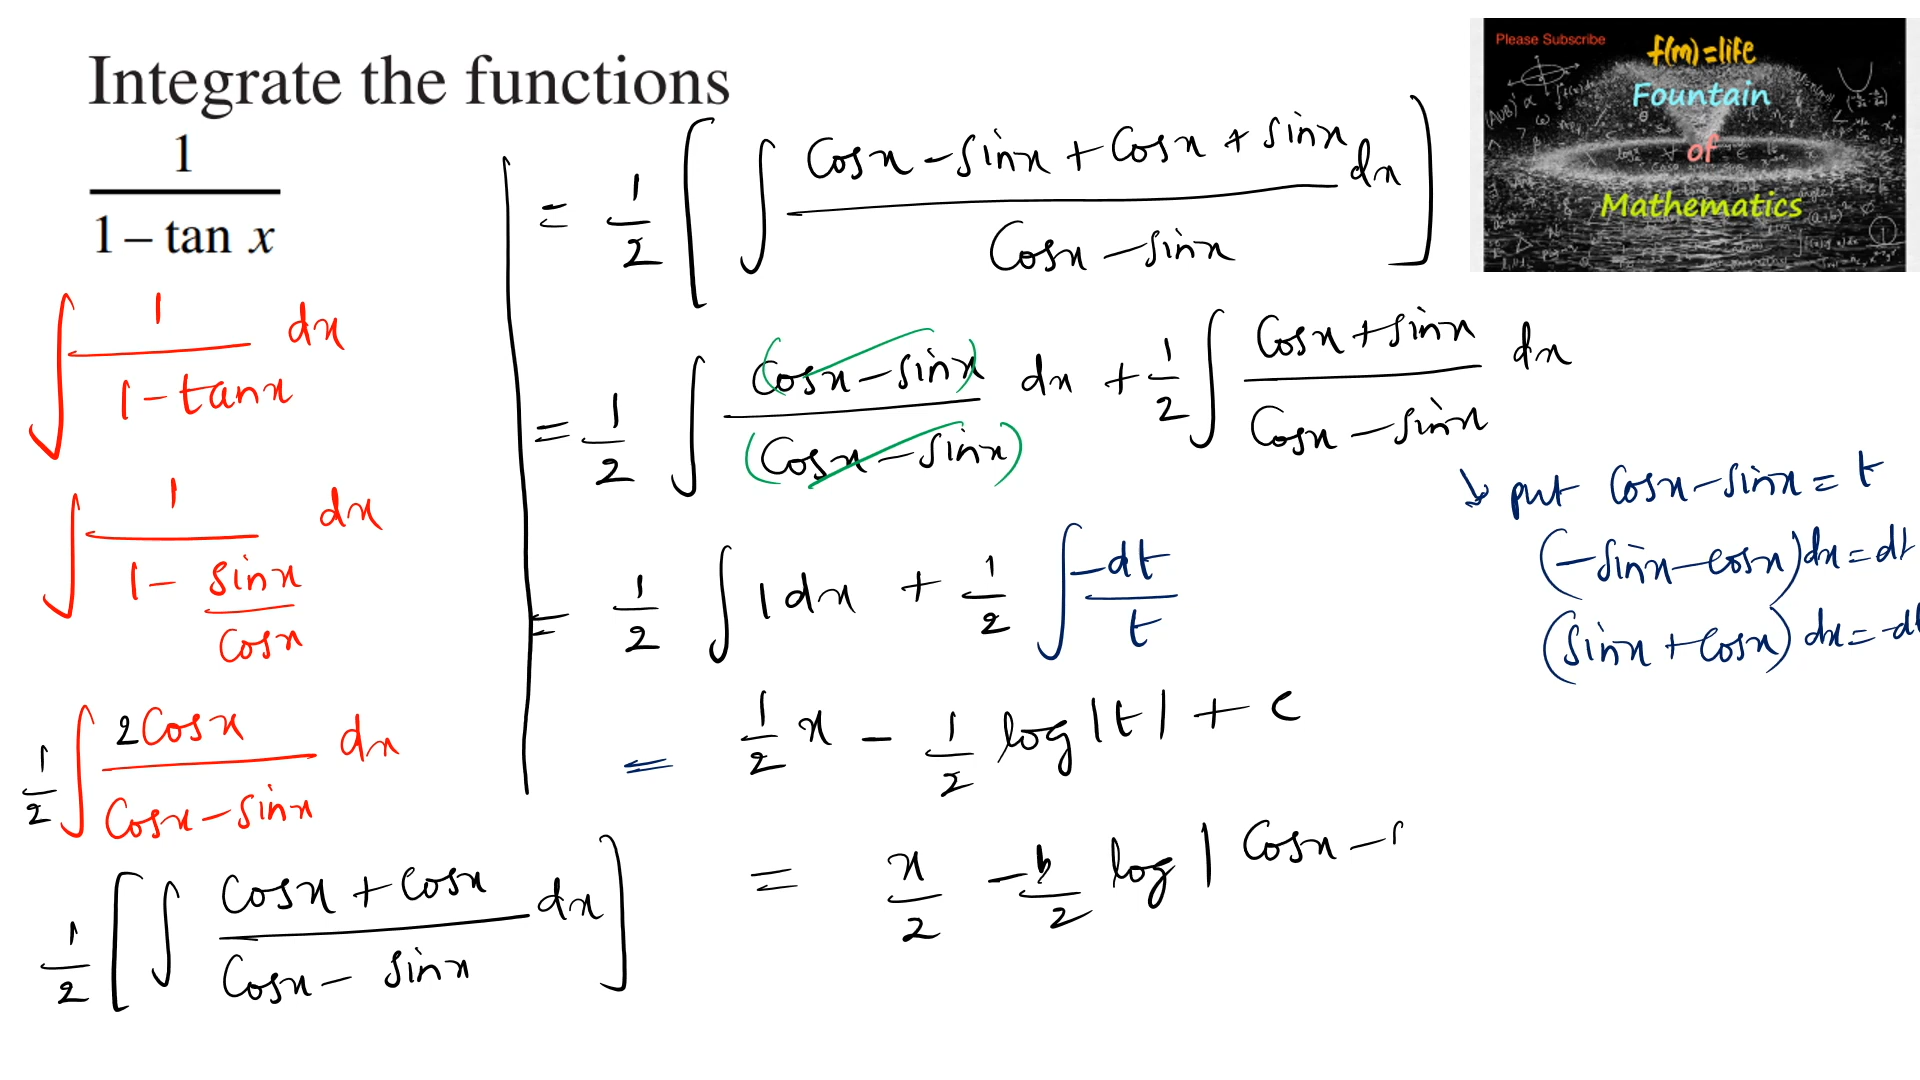 Integrate the functions
1 / (1 – tan x)
∫ 1 / (1 - tanx) dx
∫ 1 / (1 - sinx/cosx) dx
1/2 ∫ 2Cosx / (Cosx - sinx) dx
1/2 [ ∫ (Cosx + Cosx) / (Cosx - sinx) dx ]
= 1/2 [ ∫ (Cosx - sinx + Cosx + sinx) / (Cosx - sinx) dx ]
= 1/2 ∫ (Cosx - sinx) / (Cosx - sinx) dx + 1/2 ∫ (Cosx + sinx) / (Cosx - sinx) dx
put Cosx - sinx = t
(-sinx - cosx) dx = dt
(sinx + cosx) dx = -dt
= 1/2 ∫ 1 dx + 1/2 ∫ -dt / t
= 1/2 x - 1/2 log |t| + c
= x/2 - 1/2 log | Cosx -
Please Subscribe
f(m) = life
Fountain
of
Mathematics